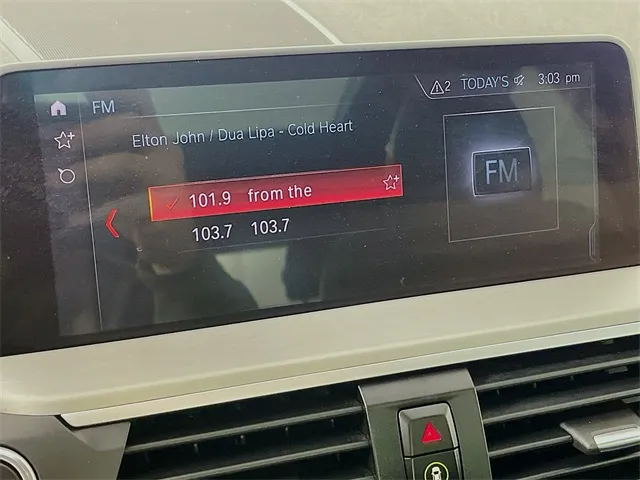 FM
2 TODAY'S 3:03 pm
Elton John / Dua Lipa - Cold Heart
101.9 from the
103.7 103.7
FM